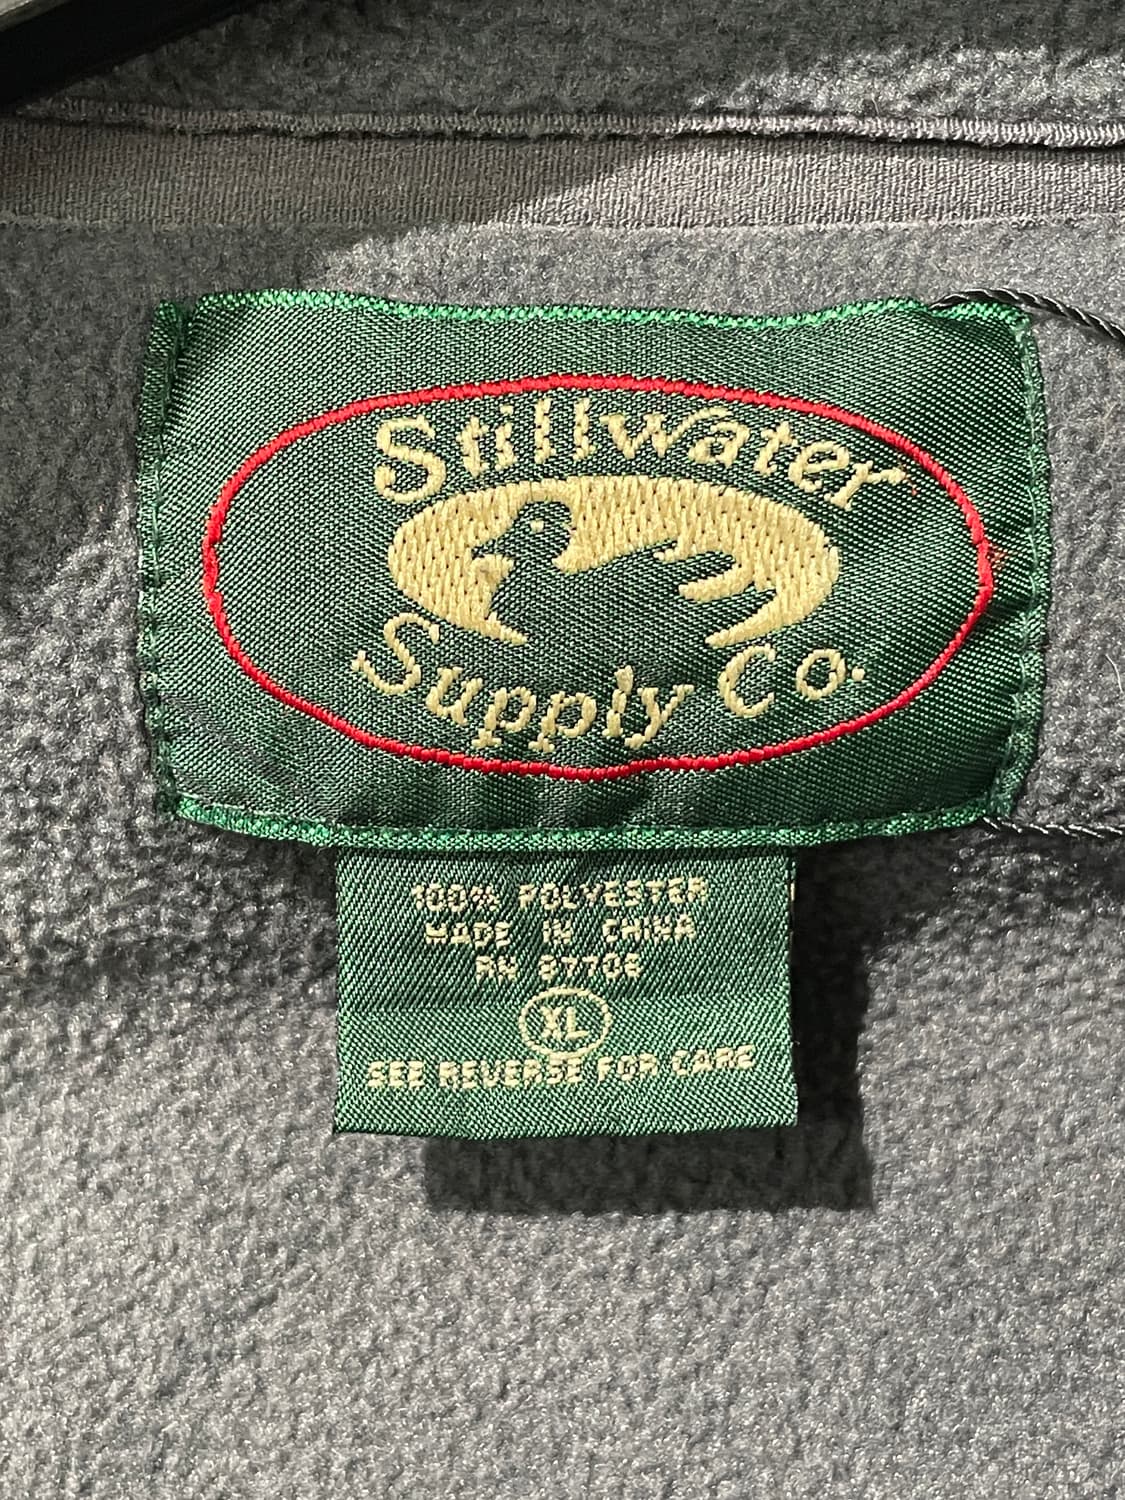 Stillwater
Supply Co.
100% POLYESTER
MADE IN CHINA
RN 87706
XL
SEE REVERSE FOR CARE